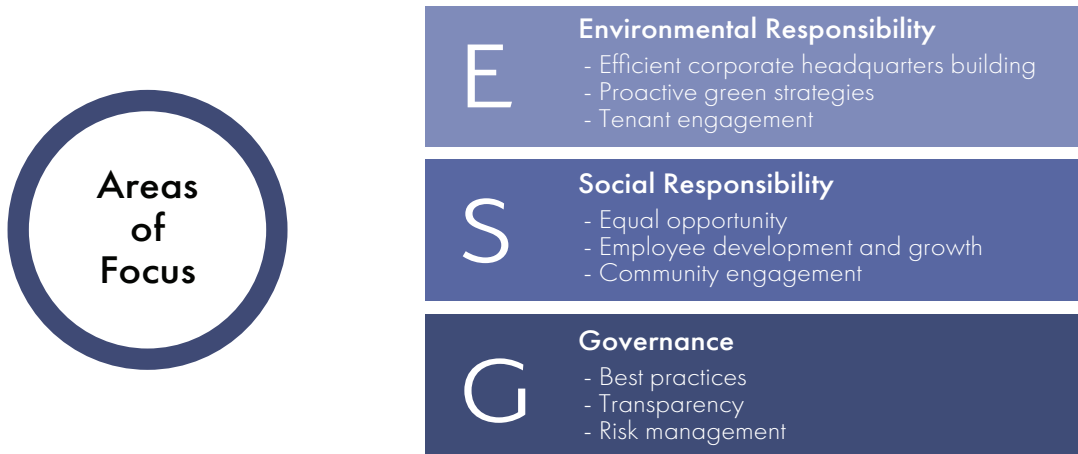 Areas
of
Focus
E
Environmental Responsibility
- Efficient corporate headquarters building
- Proactive green strategies
- Tenant engagement
S
Social Responsibility
- Equal opportunity
- Employee development and growth
- Community engagement
G
Governance
- Best practices
- Transparency
- Risk management